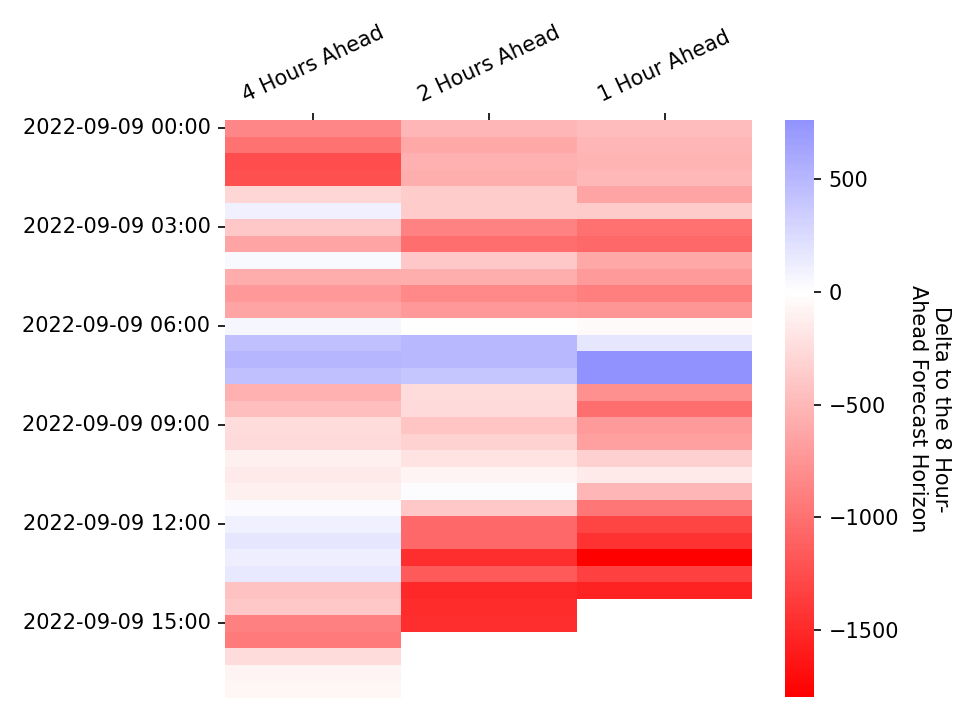 4 Hours Ahead
2 Hours Ahead
1 Hour Ahead
2022-09-09 00:00
2022-09-09 03:00
2022-09-09 06:00
2022-09-09 09:00
2022-09-09 12:00
2022-09-09 15:00
500
0
−500
−1000
−1500
Delta to the 8 Hour-
Ahead Forecast Horizon